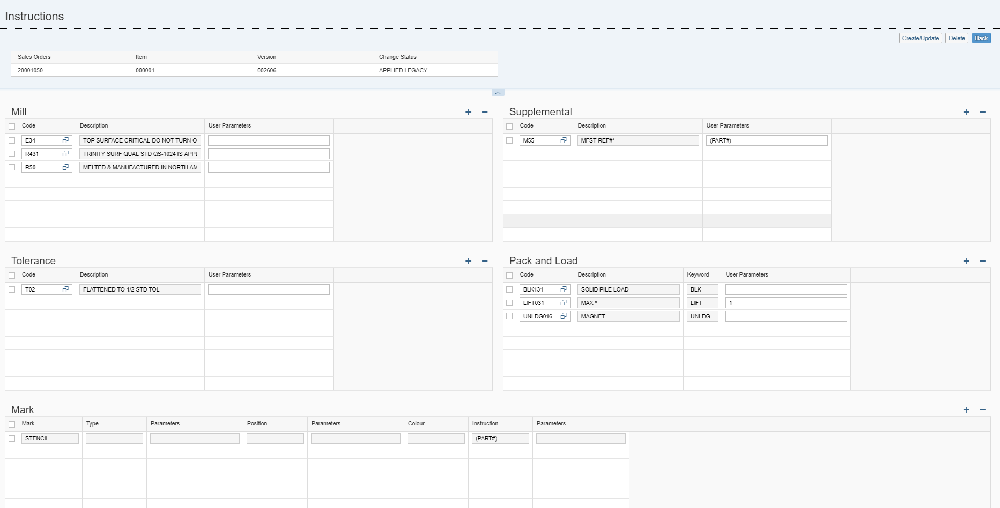 Instructions
Create/Update Delete Back
Sales Orders Item Version Change Status
20001050 000001 002606 APPLIED LEGACY
Mill
Code Description User Parameters
E34 TOP SURFACE CRITICAL-DO NOT TURN O
R431 TRINITY SURF QUAL STD QS-1024 IS APPL
R50 MELTED & MANUFACTURED IN NORTH AM
Supplemental
Code Description User Parameters
M55 MFST REF#* (PART#)
Tolerance
Code Description User Parameters
T02 FLATTENED TO 1/2 STD TOL
Pack and Load
Code Description Keyword User Parameters
BLK131 SOLID PILE LOAD BLK
LIFT031 MAX * LIFT 1
UNLDG016 MAGNET UNLDG
Mark
Mark Type Parameters Position Parameters Colour Instruction Parameters
STENCIL (PART#)